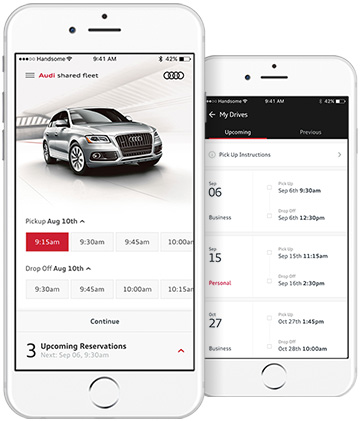 Handsome
9:41 AM
42%
Audi shared fleet
Pickup Aug 10th
9:15am
9:30am
9:45am
10:00am
Drop Off Aug 10th
9:30am
9:45am
10:00am
10:15am
Continue
3 Upcoming Reservations
Next: Sep 06, 9:30am
Handsome
9:41 AM
42%
My Drives
Upcoming
Previous
Pick Up Instructions
Sep
06
Business
Pick Up
Sep 6th 9:30am
Drop Off
Sep 6th 12:30pm
Sep
15
Personal
Pick Up
Sep 15th 11:15am
Drop Off
Sep 16th 2:30pm
Oct
27
Business
Pick Up
Oct 27th 1:45pm
Drop Off
Oct 28th 10:00am